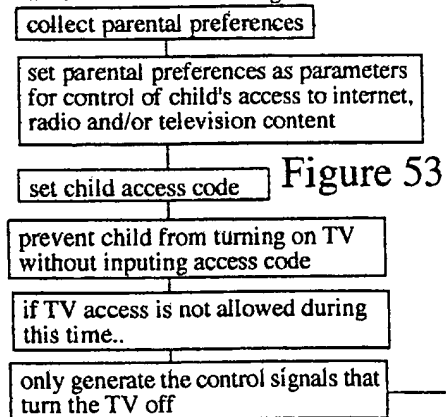 collect parental preferences
set parental preferences as parameters
for control of child's access to internet,
radio and/or television content
set child access code
Figure 53
prevent child from turning on TV
without inputing access code
if TV access is not allowed during
this time..
only generate the control signals that
turn the TV off